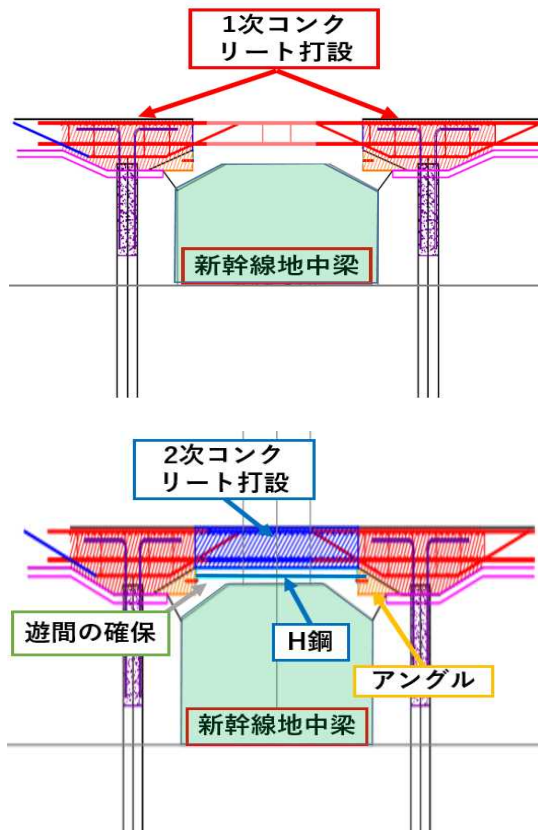 1次コンク
リート打設
新幹線地中梁
2次コンク
リート打設
遊間の確保
H鋼
アングル
新幹線地中梁